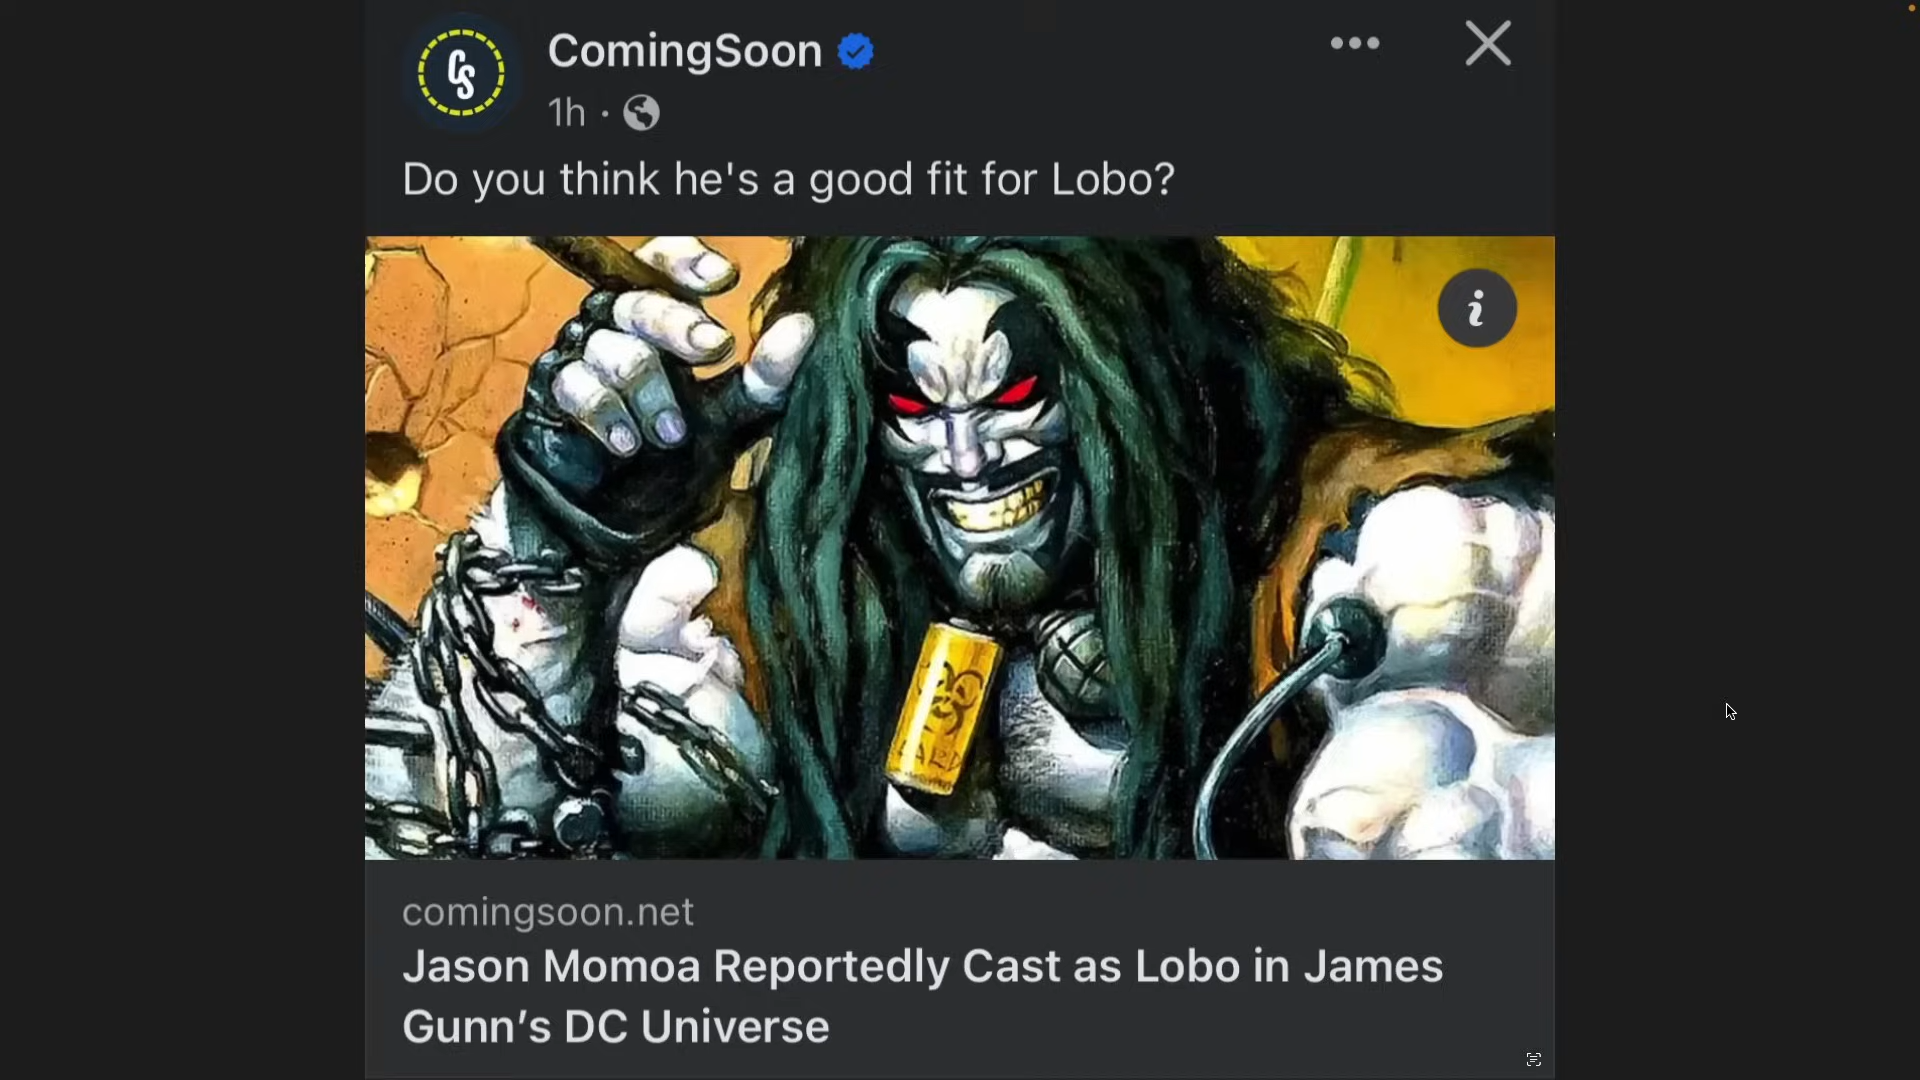 CS
ComingSoon
1h ·
Do you think he's a good fit for Lobo?
i
comingsoon.net
Jason Momoa Reportedly Cast as Lobo in James
Gunn’s DC Universe